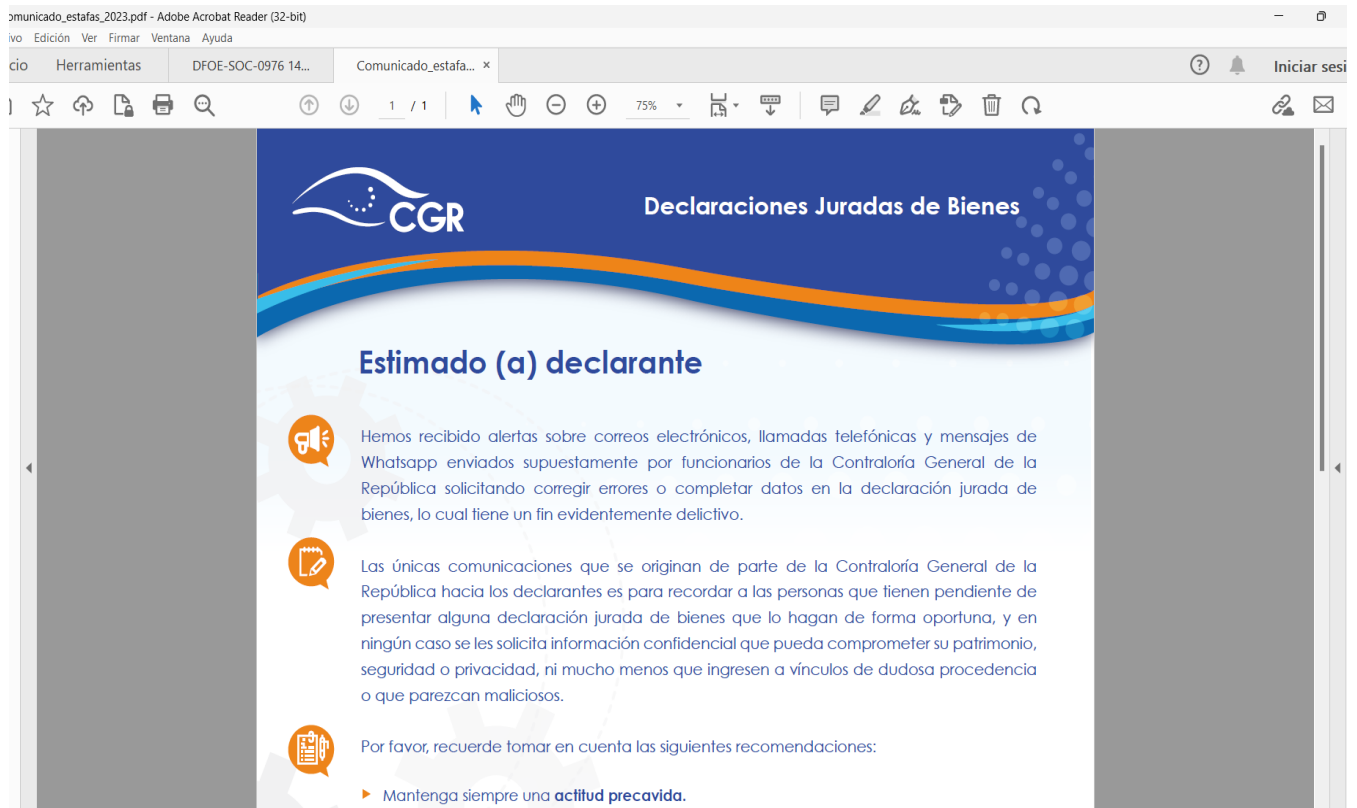 omunicado_estafas_2023.pdf - Adobe Acrobat Reader (32-bit)
ivo Edición Ver Firmar Ventana Ayuda
cio Herramientas DFOE-SOC-0976 14... Comunicado_estafa... × Iniciar sesi
1 / 1 75%
CGR
Declaraciones Juradas de Bienes
Estimado (a) declarante
Hemos recibido alertas sobre correos electrónicos, llamadas telefónicas y mensajes de
Whatsapp enviados supuestamente por funcionarios de la Contraloría General de la
República solicitando corregir errores o completar datos en la declaración jurada de
bienes, lo cual tiene un fin evidentemente delictivo.
Las únicas comunicaciones que se originan de parte de la Contraloría General de la
República hacia los declarantes es para recordar a las personas que tienen pendiente de
presentar alguna declaración jurada de bienes que lo hagan de forma oportuna, y en
ningún caso se les solicita información confidencial que pueda comprometer su patrimonio,
seguridad o privacidad, ni mucho menos que ingresen a vínculos de dudosa procedencia
o que parezcan maliciosos.
Por favor, recuerde tomar en cuenta las siguientes recomendaciones:
Mantenga siempre una actitud precavida.